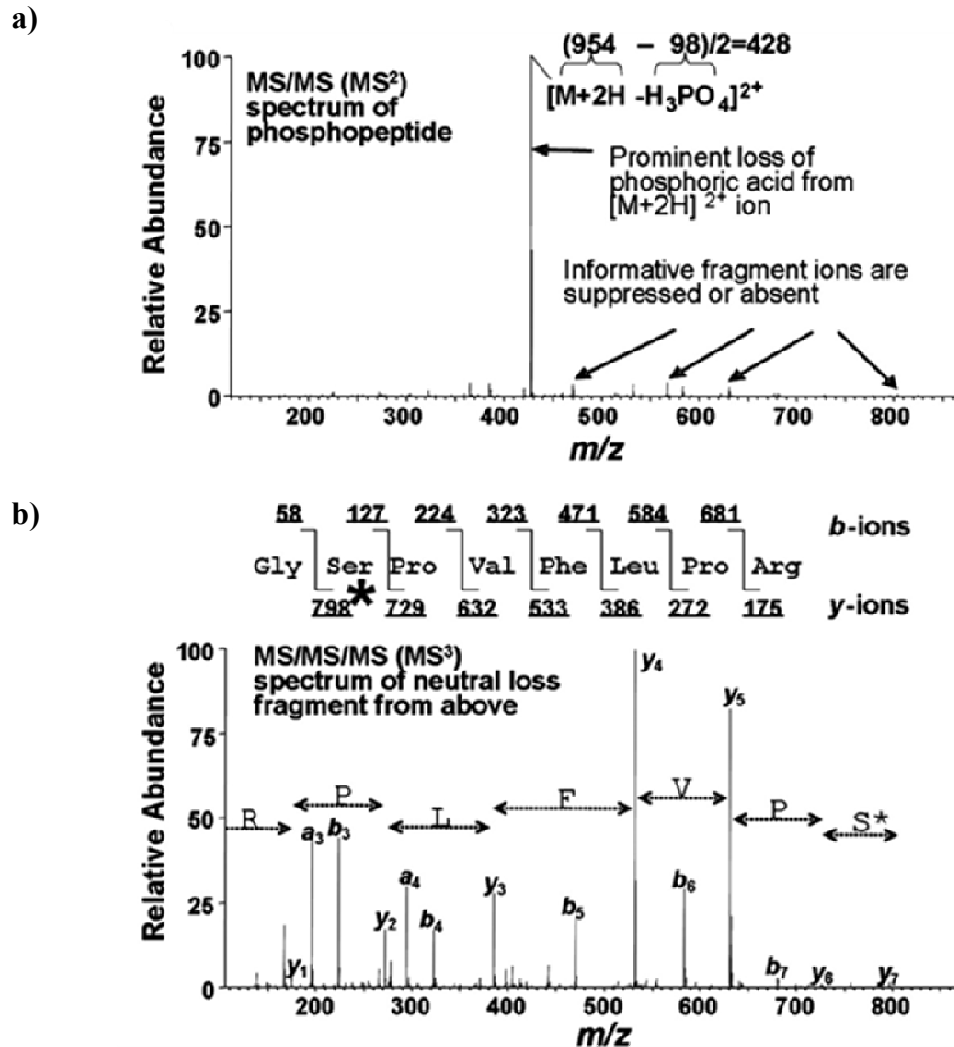 a)
(954 – 98)/2=428
[M+2H -H₃PO₄]²⁺
MS/MS (MS²)
spectrum of
phosphopeptide
Prominent loss of
phosphoric acid from
[M+2H] ²⁺ ion
Informative fragment ions are
suppressed or absent
Relative Abundance
100
75
50
25
0
200 300 400 500 600 700 800
m/z
b)
58 127 224 323 471 584 681 b-ions
Gly Ser Pro Val Phe Leu Pro Arg
798 * 729 632 533 386 272 175 y-ions
MS/MS/MS (MS³)
spectrum of neutral loss
fragment from above
Relative Abundance
100
75
50
25
0
y₄
y₅
R P L F V P S*
a₃ b₃
a₄
y₁ y₂ b₄ y₃ b₅ b₆ b₇ y₆ y₇
200 300 400 500 600 700 800
m/z